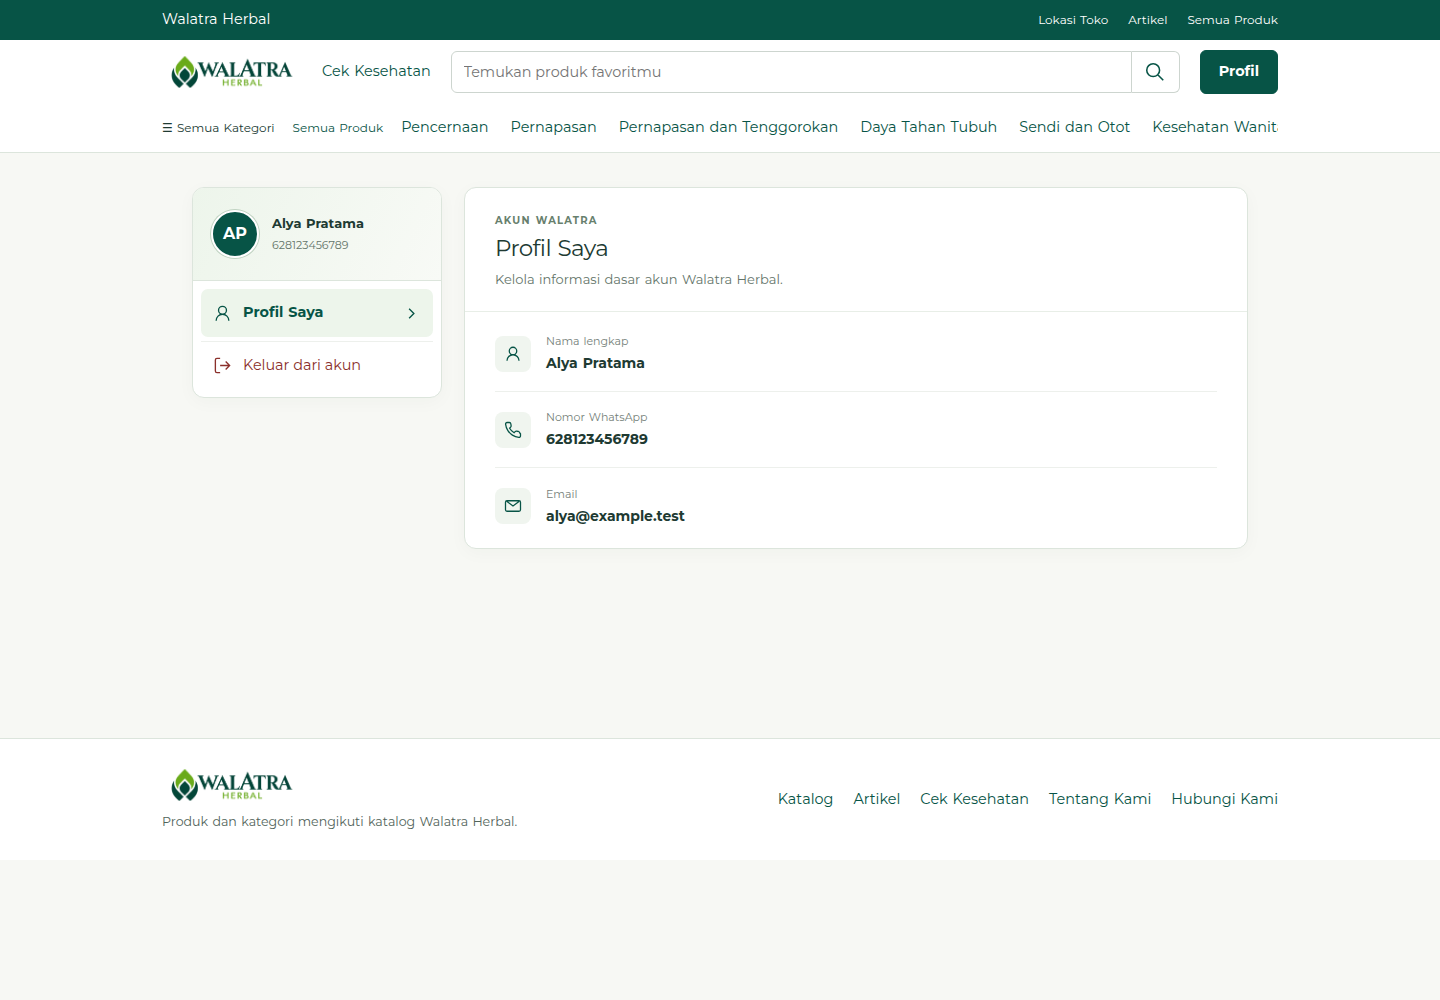 Walatra Herbal
Lokasi Toko Artikel Semua Produk
WALATRA
HERBAL
Cek Kesehatan
Temukan produk favoritmu
Profil
☰ Semua Kategori Semua Produk Pencernaan Pernapasan Pernapasan dan Tenggorokan Daya Tahan Tubuh Sendi dan Otot Kesehatan
AP
Alya Pratama
628123456789
Profil Saya
Keluar dari akun
AKUN WALATRA
Profil Saya
Kelola informasi dasar akun Walatra Herbal.
Nama lengkap
Alya Pratama
Nomor WhatsApp
628123456789
Email
alya@example.test
WALATRA
HERBAL
Produk dan kategori mengikuti katalog Walatra Herbal.
Katalog Artikel Cek Kesehatan Tentang Kami Hubungi Kami